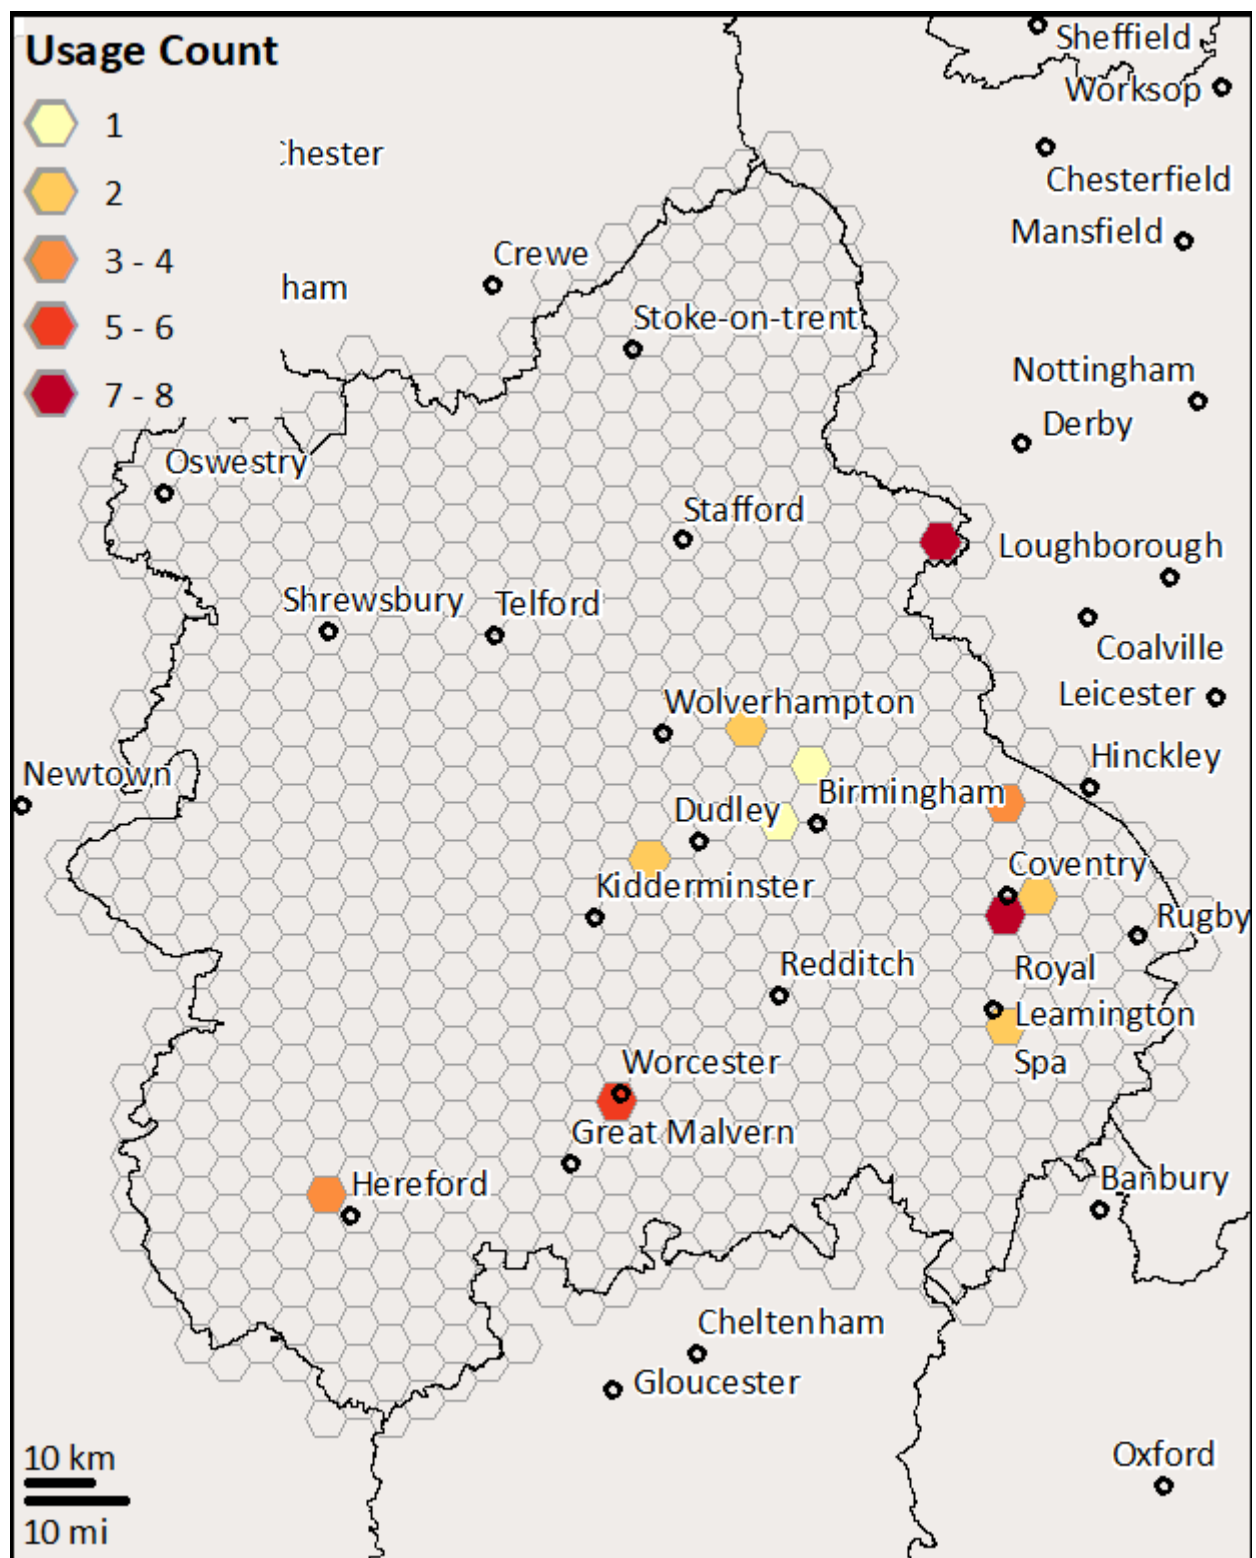 Usage Count
1
2
3 - 4
5 - 6
7 - 8
Sheffield
Worksop
Chester
Chesterfield
Mansfield
Crewe
ham
Stoke-on-trent
Nottingham
Derby
Oswestry
Stafford
Loughborough
Shrewsbury
Telford
Coalville
Leicester
Wolverhampton
Hinckley
Newtown
Birmingham
Dudley
Coventry
Kidderminster
Rugby
Redditch
Royal
Leamington
Spa
Worcester
Great Malvern
Hereford
Banbury
Cheltenham
Gloucester
Oxford
10 km
10 mi